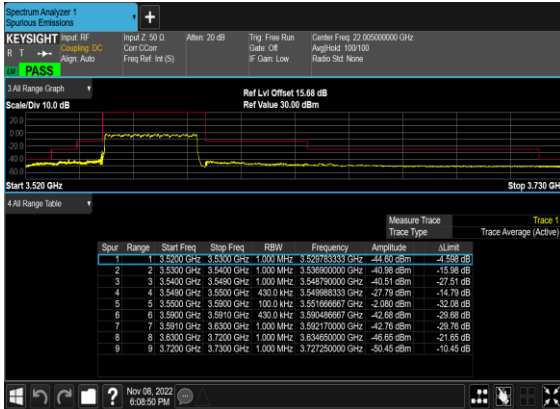 Spectrum Analyzer 1
Spurious Emissions
+
KEYSIGHT Input: RF Input Z: 50 Ω Atten: 20 dB Trig: Free Run Center Freq: 22.005000000 GHz
R T Coupling: DC Corr CCorr Gate: Off Avg|Hold: 100/100
Align: Auto Freq Ref: Int (S) IF Gain: Low Radio Std: None
PASS
3 All Range Graph
Ref Lvl Offset 15.68 dB
Scale/Div 10.0 dB Ref Value 30.00 dBm
20.0
10.0
0.00
-20.0
-40.0
-60.0
Start 3.520 GHz Stop 3.730 GH
4 All Range Table
Measure Trace Trace 1
Trace Type Trace Average (Active)
Spur Range Start Freq Stop Freq RBW Frequency Amplitude ΔLimit
1 1 3.5200 GHz 3.5300 GHz 1.000 MHz 3.529783333 GHz -44.60 dBm -4.598 dB
2 2 3.5300 GHz 3.5400 GHz 1.000 MHz 3.536900000 GHz -40.98 dBm -15.98 dB
3 3 3.5400 GHz 3.5490 GHz 1.000 MHz 3.548790000 GHz -40.51 dBm -27.51 dB
4 4 3.5490 GHz 3.5500 GHz 430.0 kHz 3.549988333 GHz -27.79 dBm -14.79 dB
5 5 3.5500 GHz 3.5900 GHz 100.0 kHz 3.551666667 GHz -2.080 dBm -32.08 dB
6 6 3.5900 GHz 3.5910 GHz 430.0 kHz 3.590486667 GHz -42.68 dBm -29.68 dB
7 7 3.5910 GHz 3.6300 GHz 1.000 MHz 3.592170000 GHz -42.76 dBm -29.76 dB
8 8 3.6300 GHz 3.7200 GHz 1.000 MHz 3.634650000 GHz -46.65 dBm -21.65 dB
9 9 3.7200 GHz 3.7300 GHz 1.000 MHz 3.727250000 GHz -50.45 dBm -10.45 dB
? Nov 08, 2022
6:08:50 PM